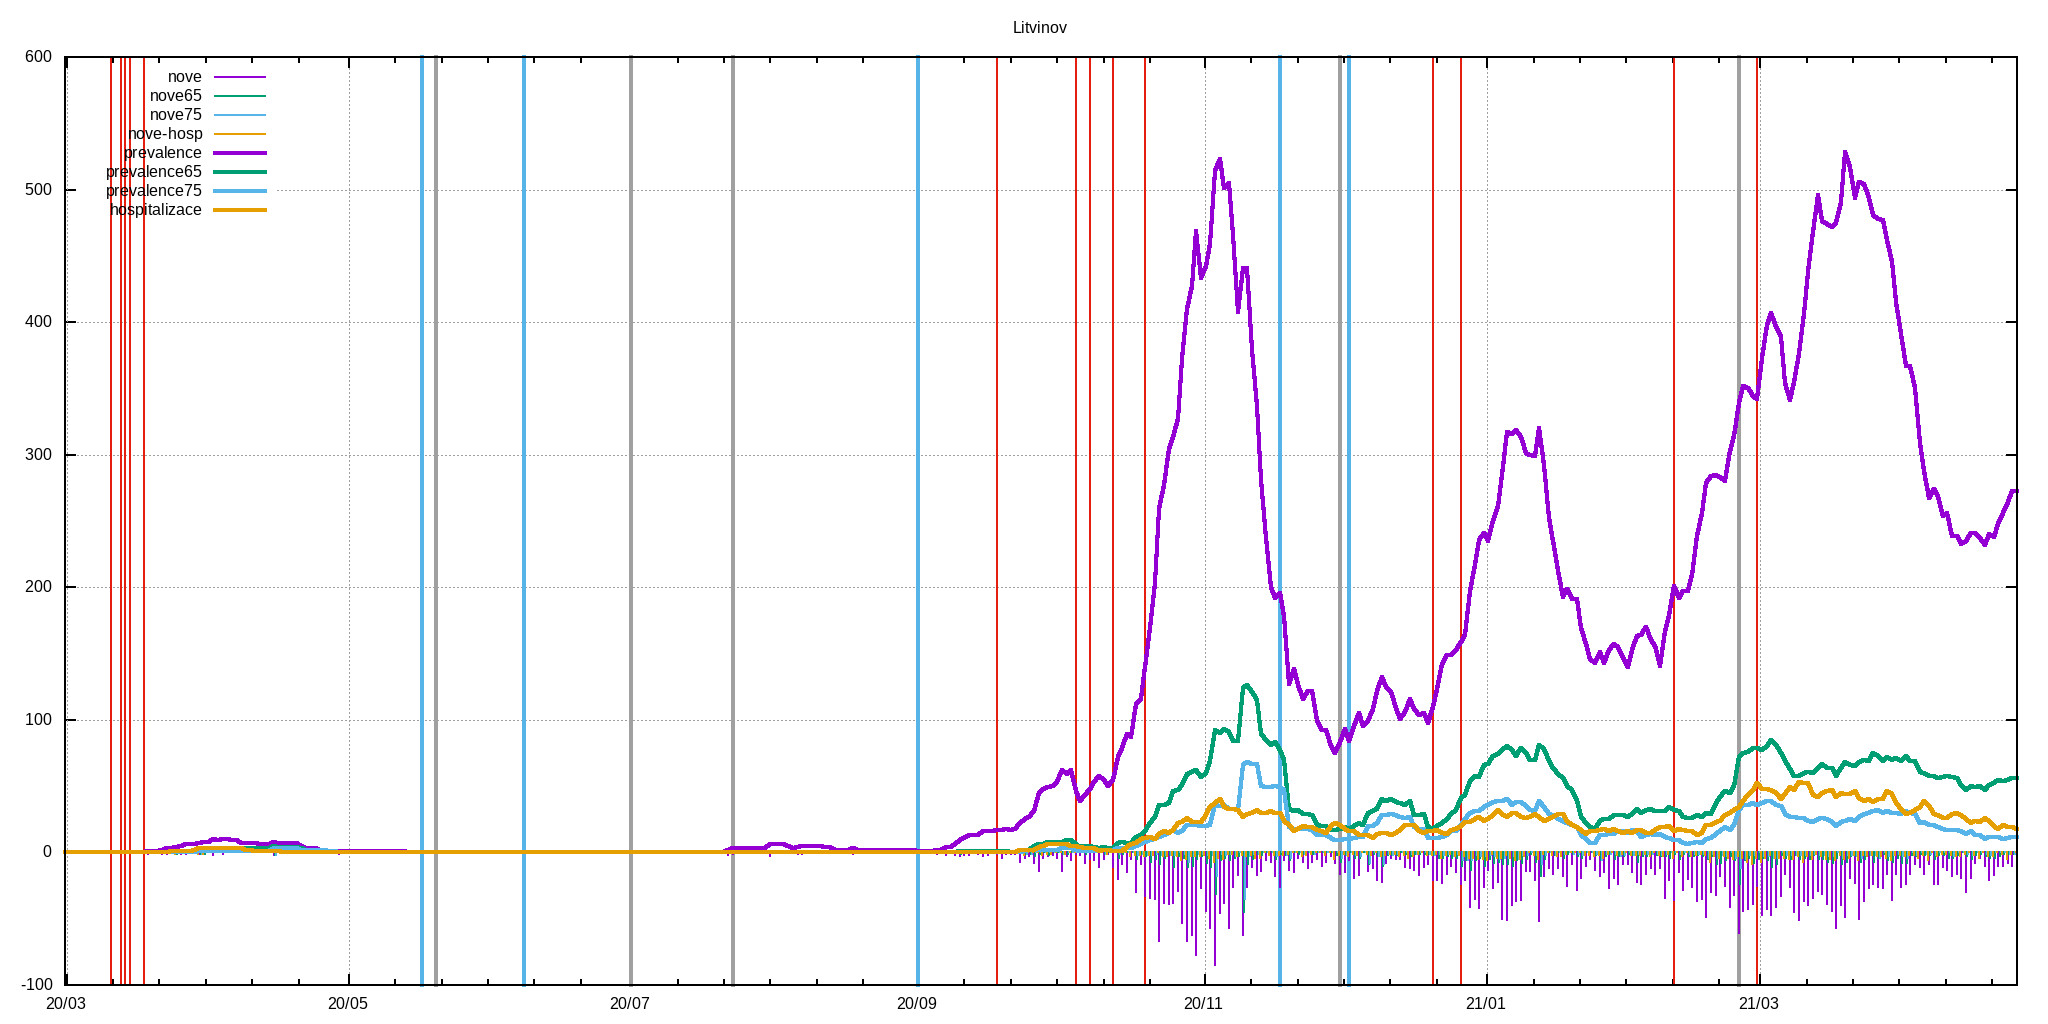 Litvinov
600
500
400
300
200
100
0
-100
nove
nove65
nove75
nove-hosp
prevalence
prevalence65
prevalence75
hospitalizace
20/03 20/05 20/07 20/09 20/11 21/01 21/03